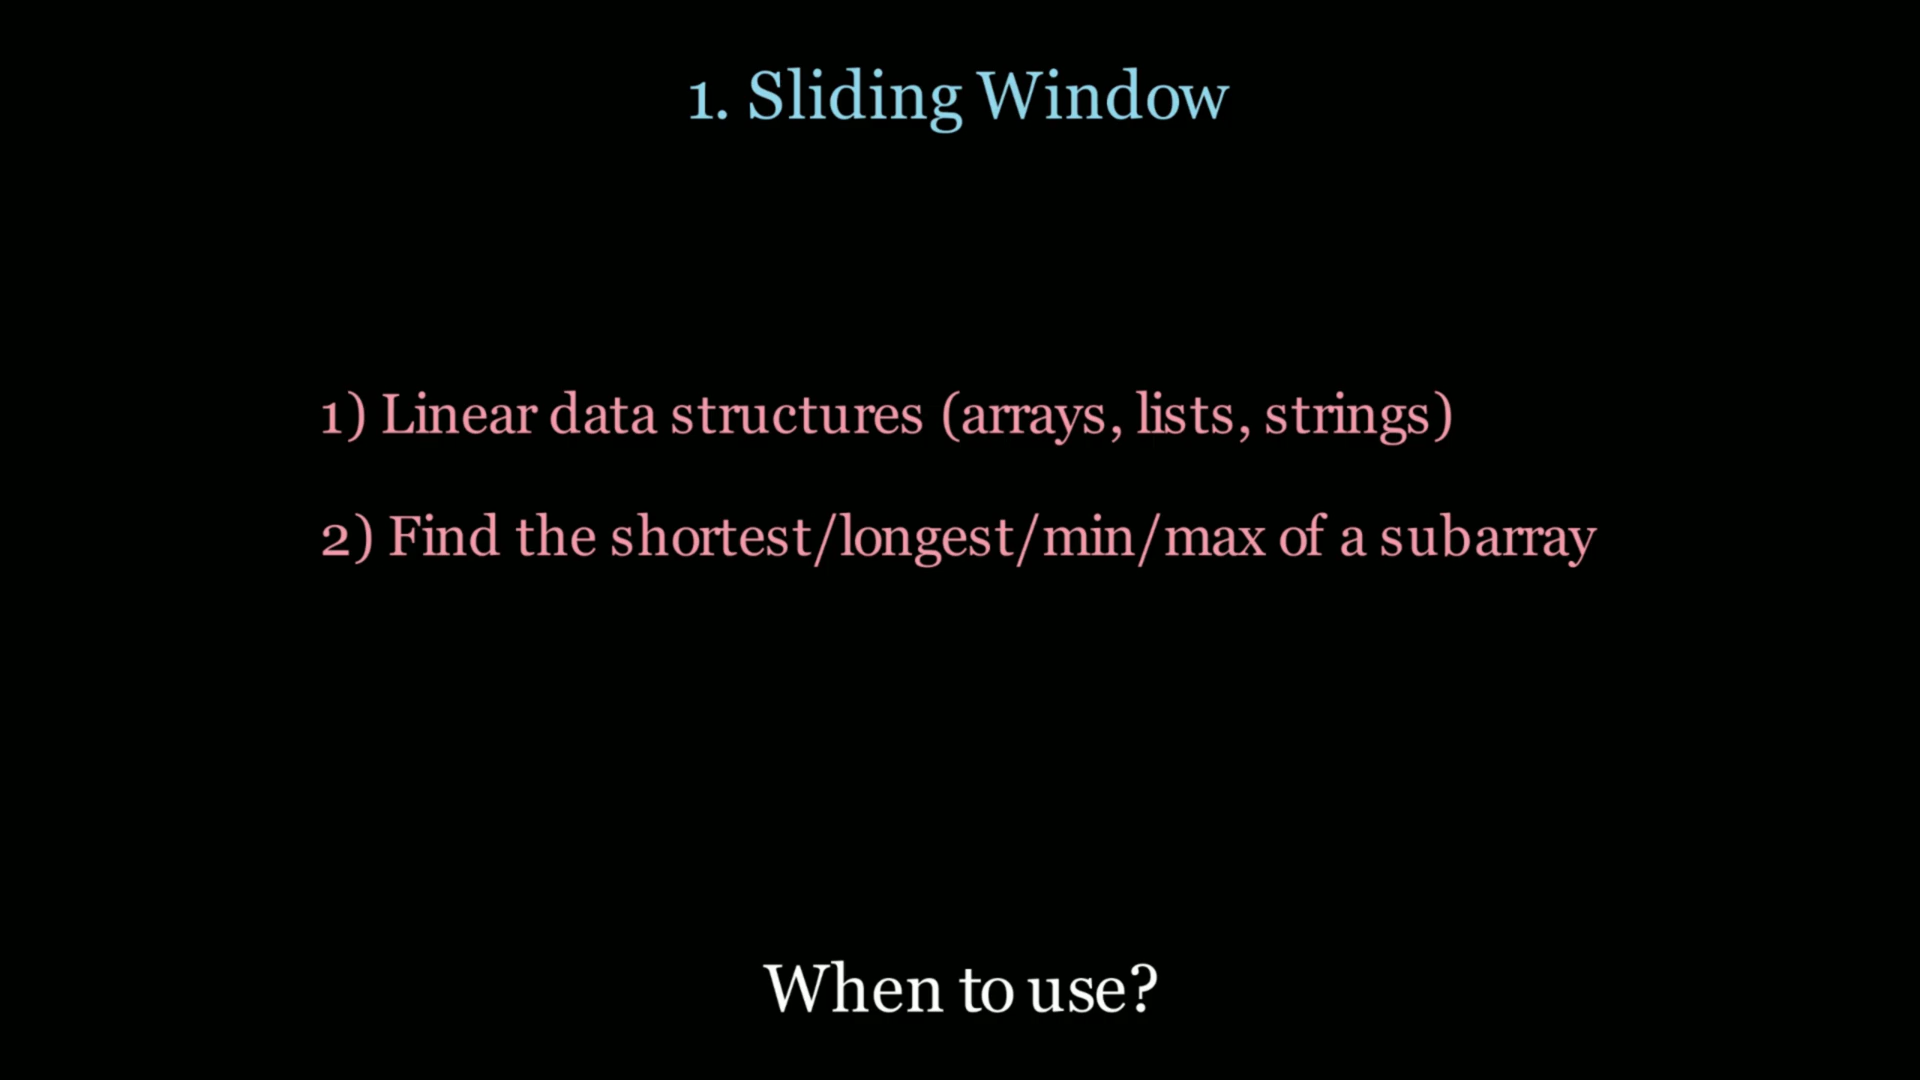 1. Sliding Window
1) Linear data structures (arrays, lists, strings)
2) Find the shortest/longest/min/max of a subarray
When to use?